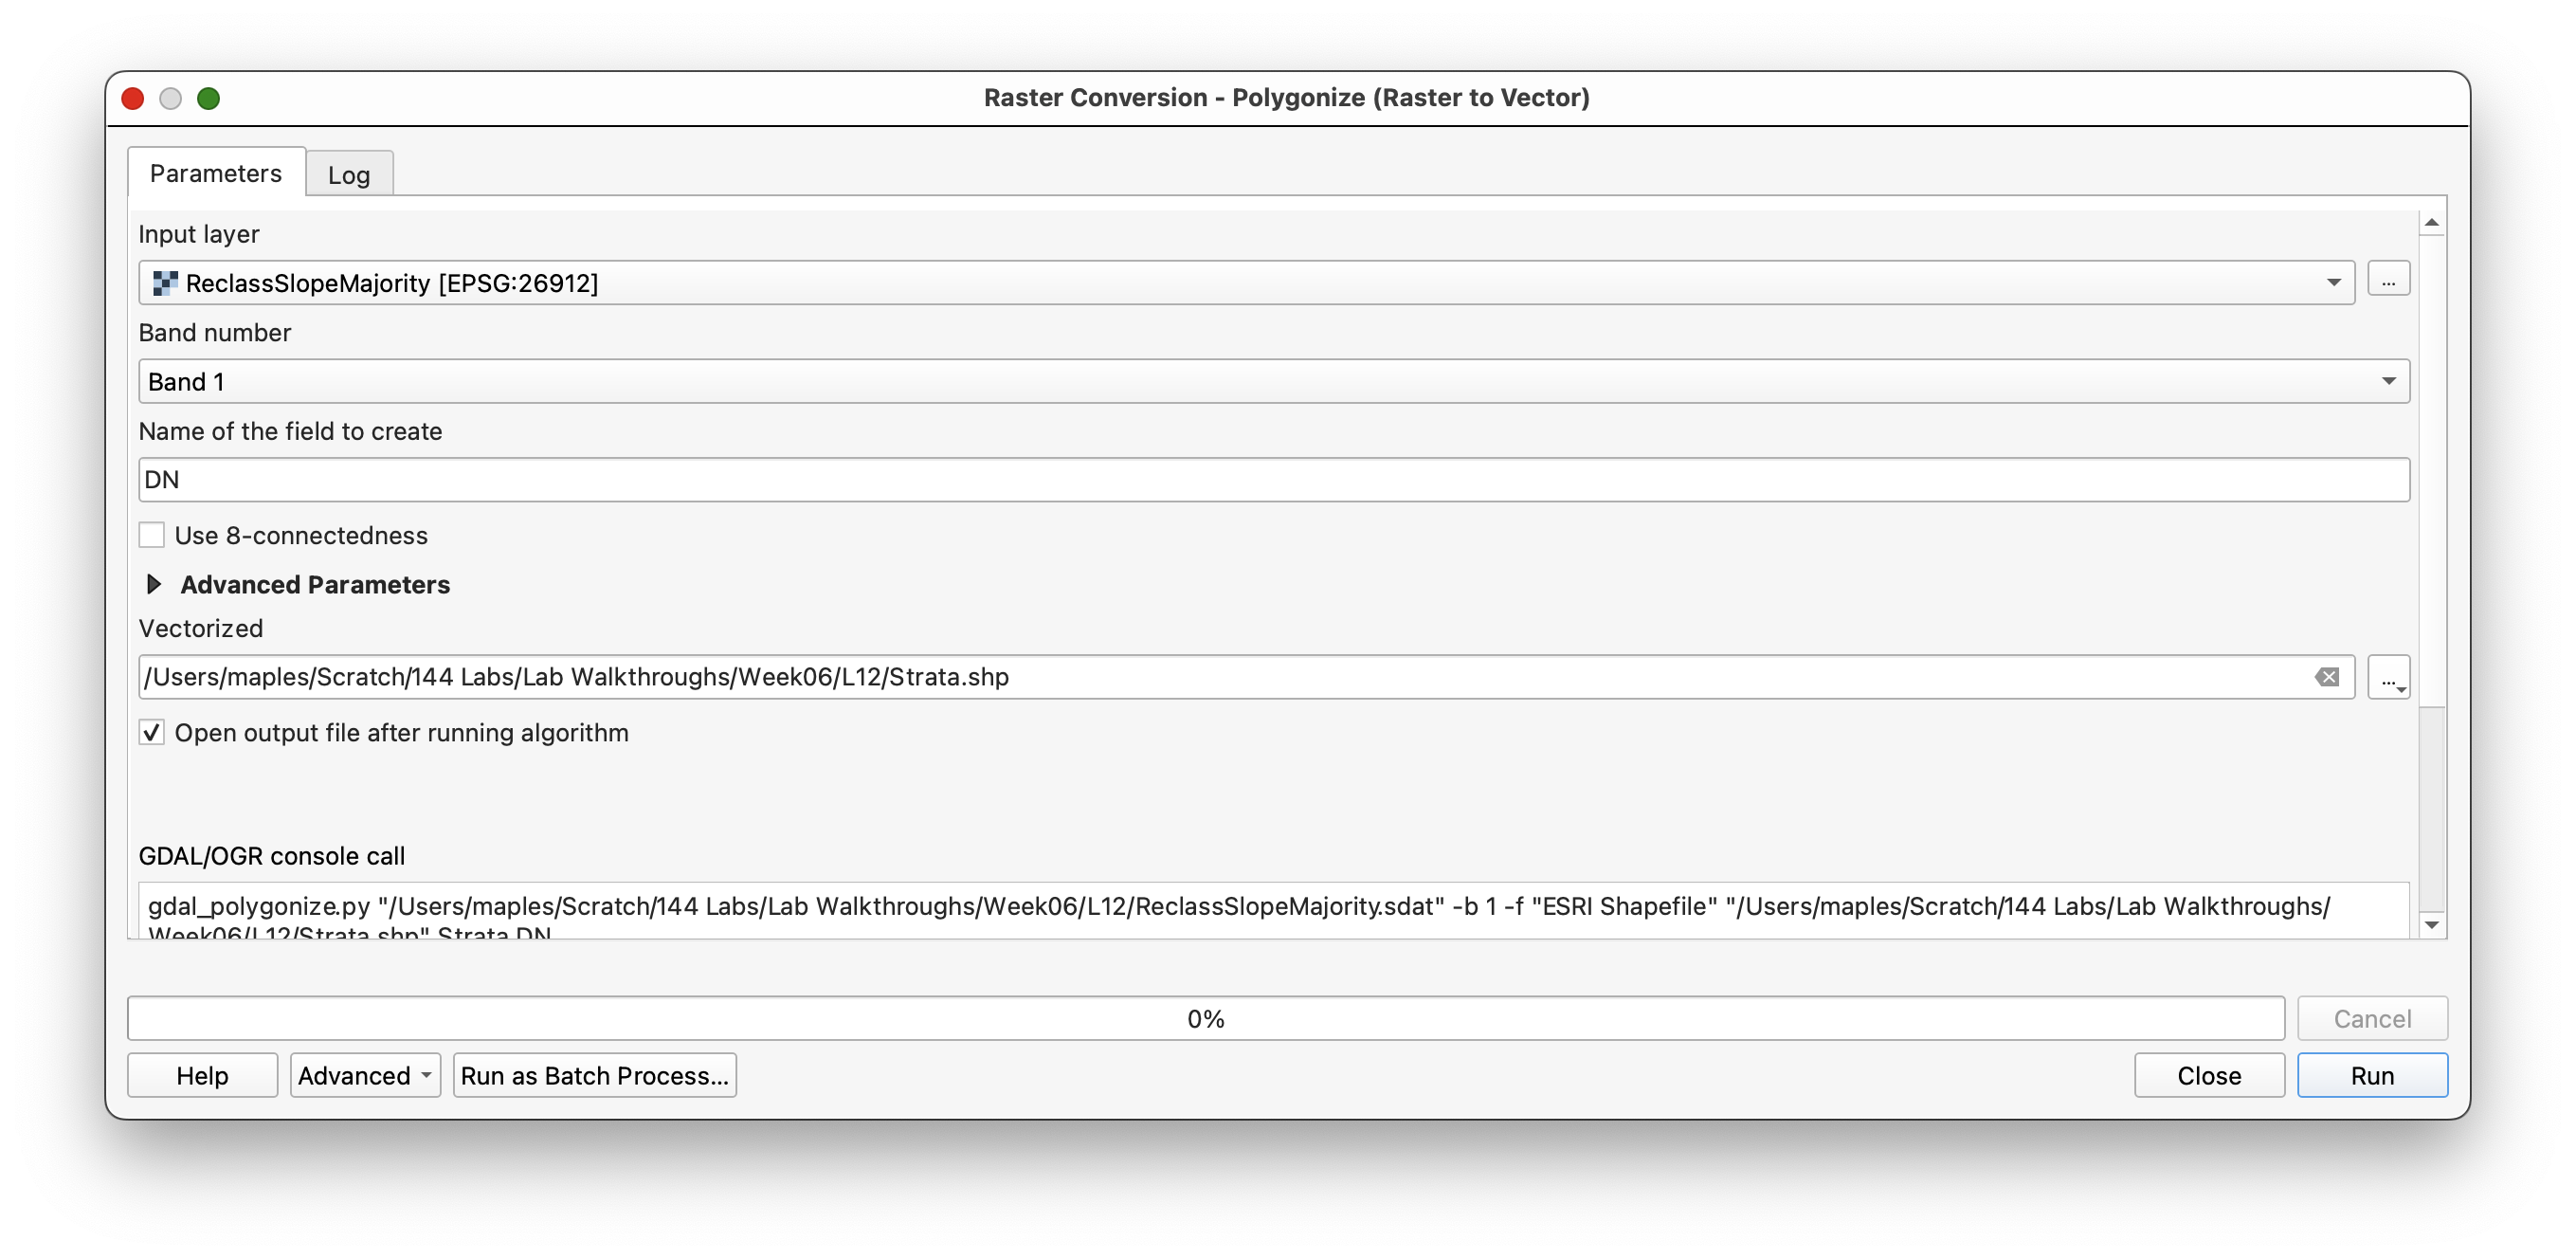 Raster Conversion - Polygonize (Raster to Vector)
Parameters
Log
Input layer
ReclassSlopeMajority [EPSG:26912]
...
Band number
Band 1
Name of the field to create
DN
Use 8-connectedness
Advanced Parameters
Vectorized
/Users/maples/Scratch/144 Labs/Lab Walkthroughs/Week06/L12/Strata.shp
...
Open output file after running algorithm
GDAL/OGR console call
gdal_polygonize.py "/Users/maples/Scratch/144 Labs/Lab Walkthroughs/Week06/L12/ReclassSlopeMajority.sdat" -b 1 -f "ESRI Shapefile" "/Users/maples/Scratch/144 Labs/Lab Walkthroughs/
Week06/L12/Strata.shp" Strata DN
0%
Cancel
Help
Advanced
Run as Batch Process...
Close
Run